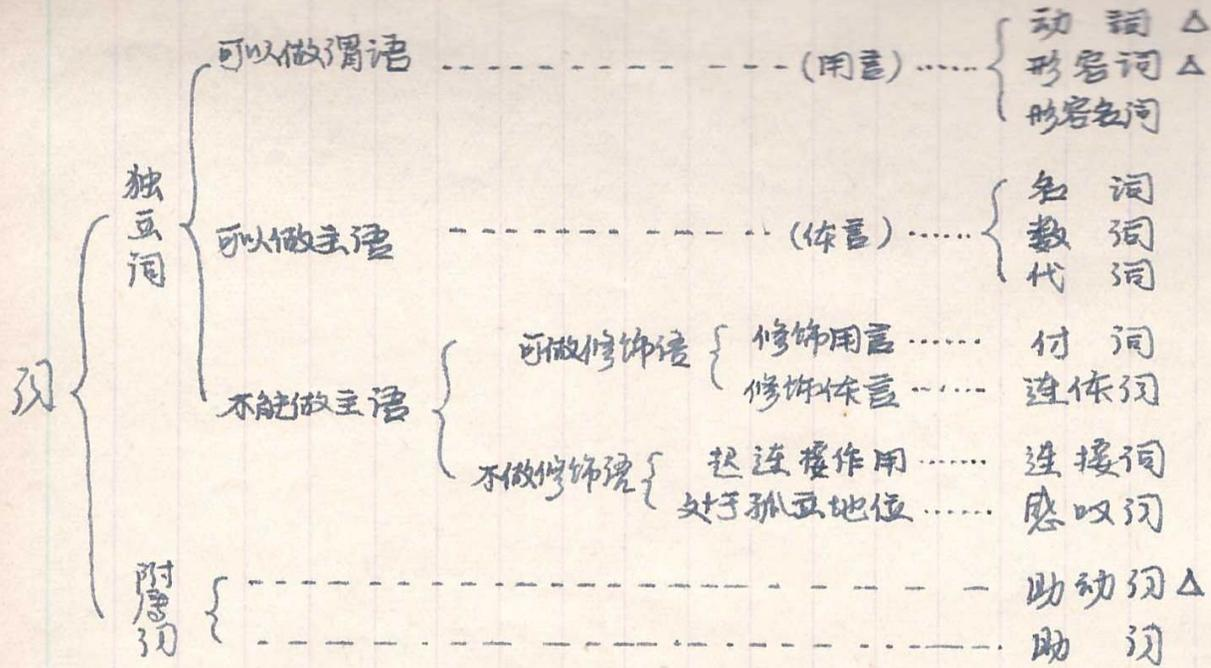 可以做谓语 (用言) 动词 △
形容词 △
形容名词
独立词
可以做主语 (体言) 名词
数词
代词
词
可做修饰语 修饰用言 付词
修饰体言 连体词
不能做主语
不做修饰语 起连接作用 连接词
处于孤立地位 感叹词
附属词 助动词 △
助词